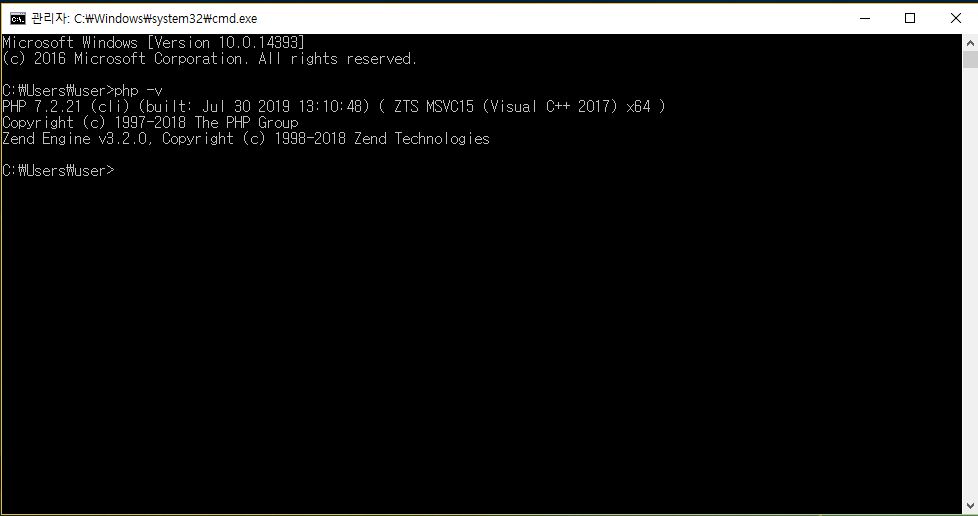 관리자: C:₩Windows₩system32₩cmd.exe
Microsoft Windows [Version 10.0.14393]
(c) 2016 Microsoft Corporation. All rights reserved.
C:₩Users₩user>php -v
PHP 7.2.21 (cli) (built: Jul 30 2019 13:10:48) ( ZTS MSVC15 (Visual C++ 2017) x64 )
Copyright (c) 1997-2018 The PHP Group
Zend Engine v3.2.0, Copyright (c) 1998-2018 Zend Technologies
C:₩Users₩user>